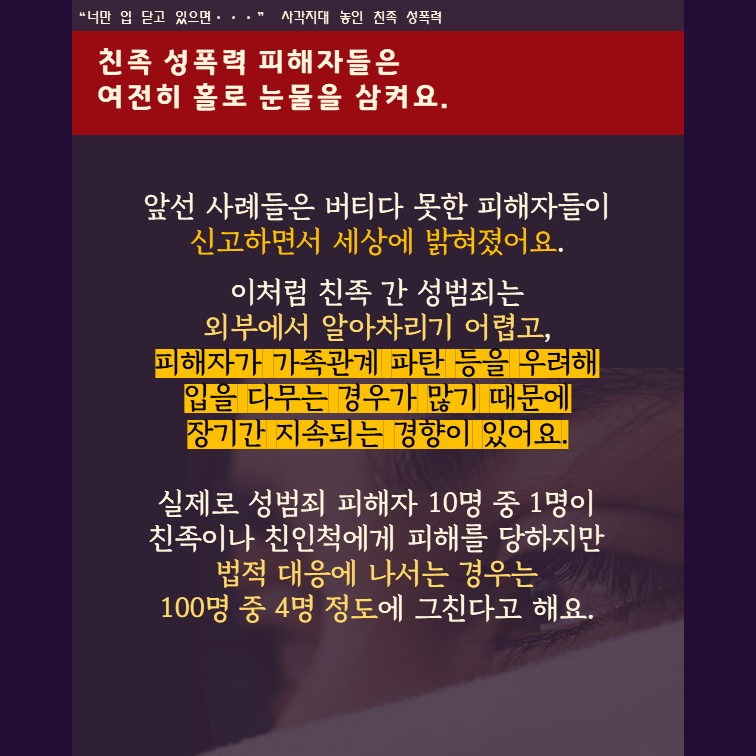 “너만 입 닫고 있으면···” 사각지대 놓인 친족 성폭력
친족 성폭력 피해자들은
여전히 홀로 눈물을 삼켜요.
앞선 사례들은 버티다 못한 피해자들이
신고하면서 세상에 밝혀졌어요.
이처럼 친족 간 성범죄는
외부에서 알아차리기 어렵고,
피해자가 가족관계 파탄 등을 우려해
입을 다무는 경우가 많기 때문에
장기간 지속되는 경향이 있어요.
실제로 성범죄 피해자 10명 중 1명이
친족이나 친인척에게 피해를 당하지만
법적 대응에 나서는 경우는
100명 중 4명 정도에 그친다고 해요.